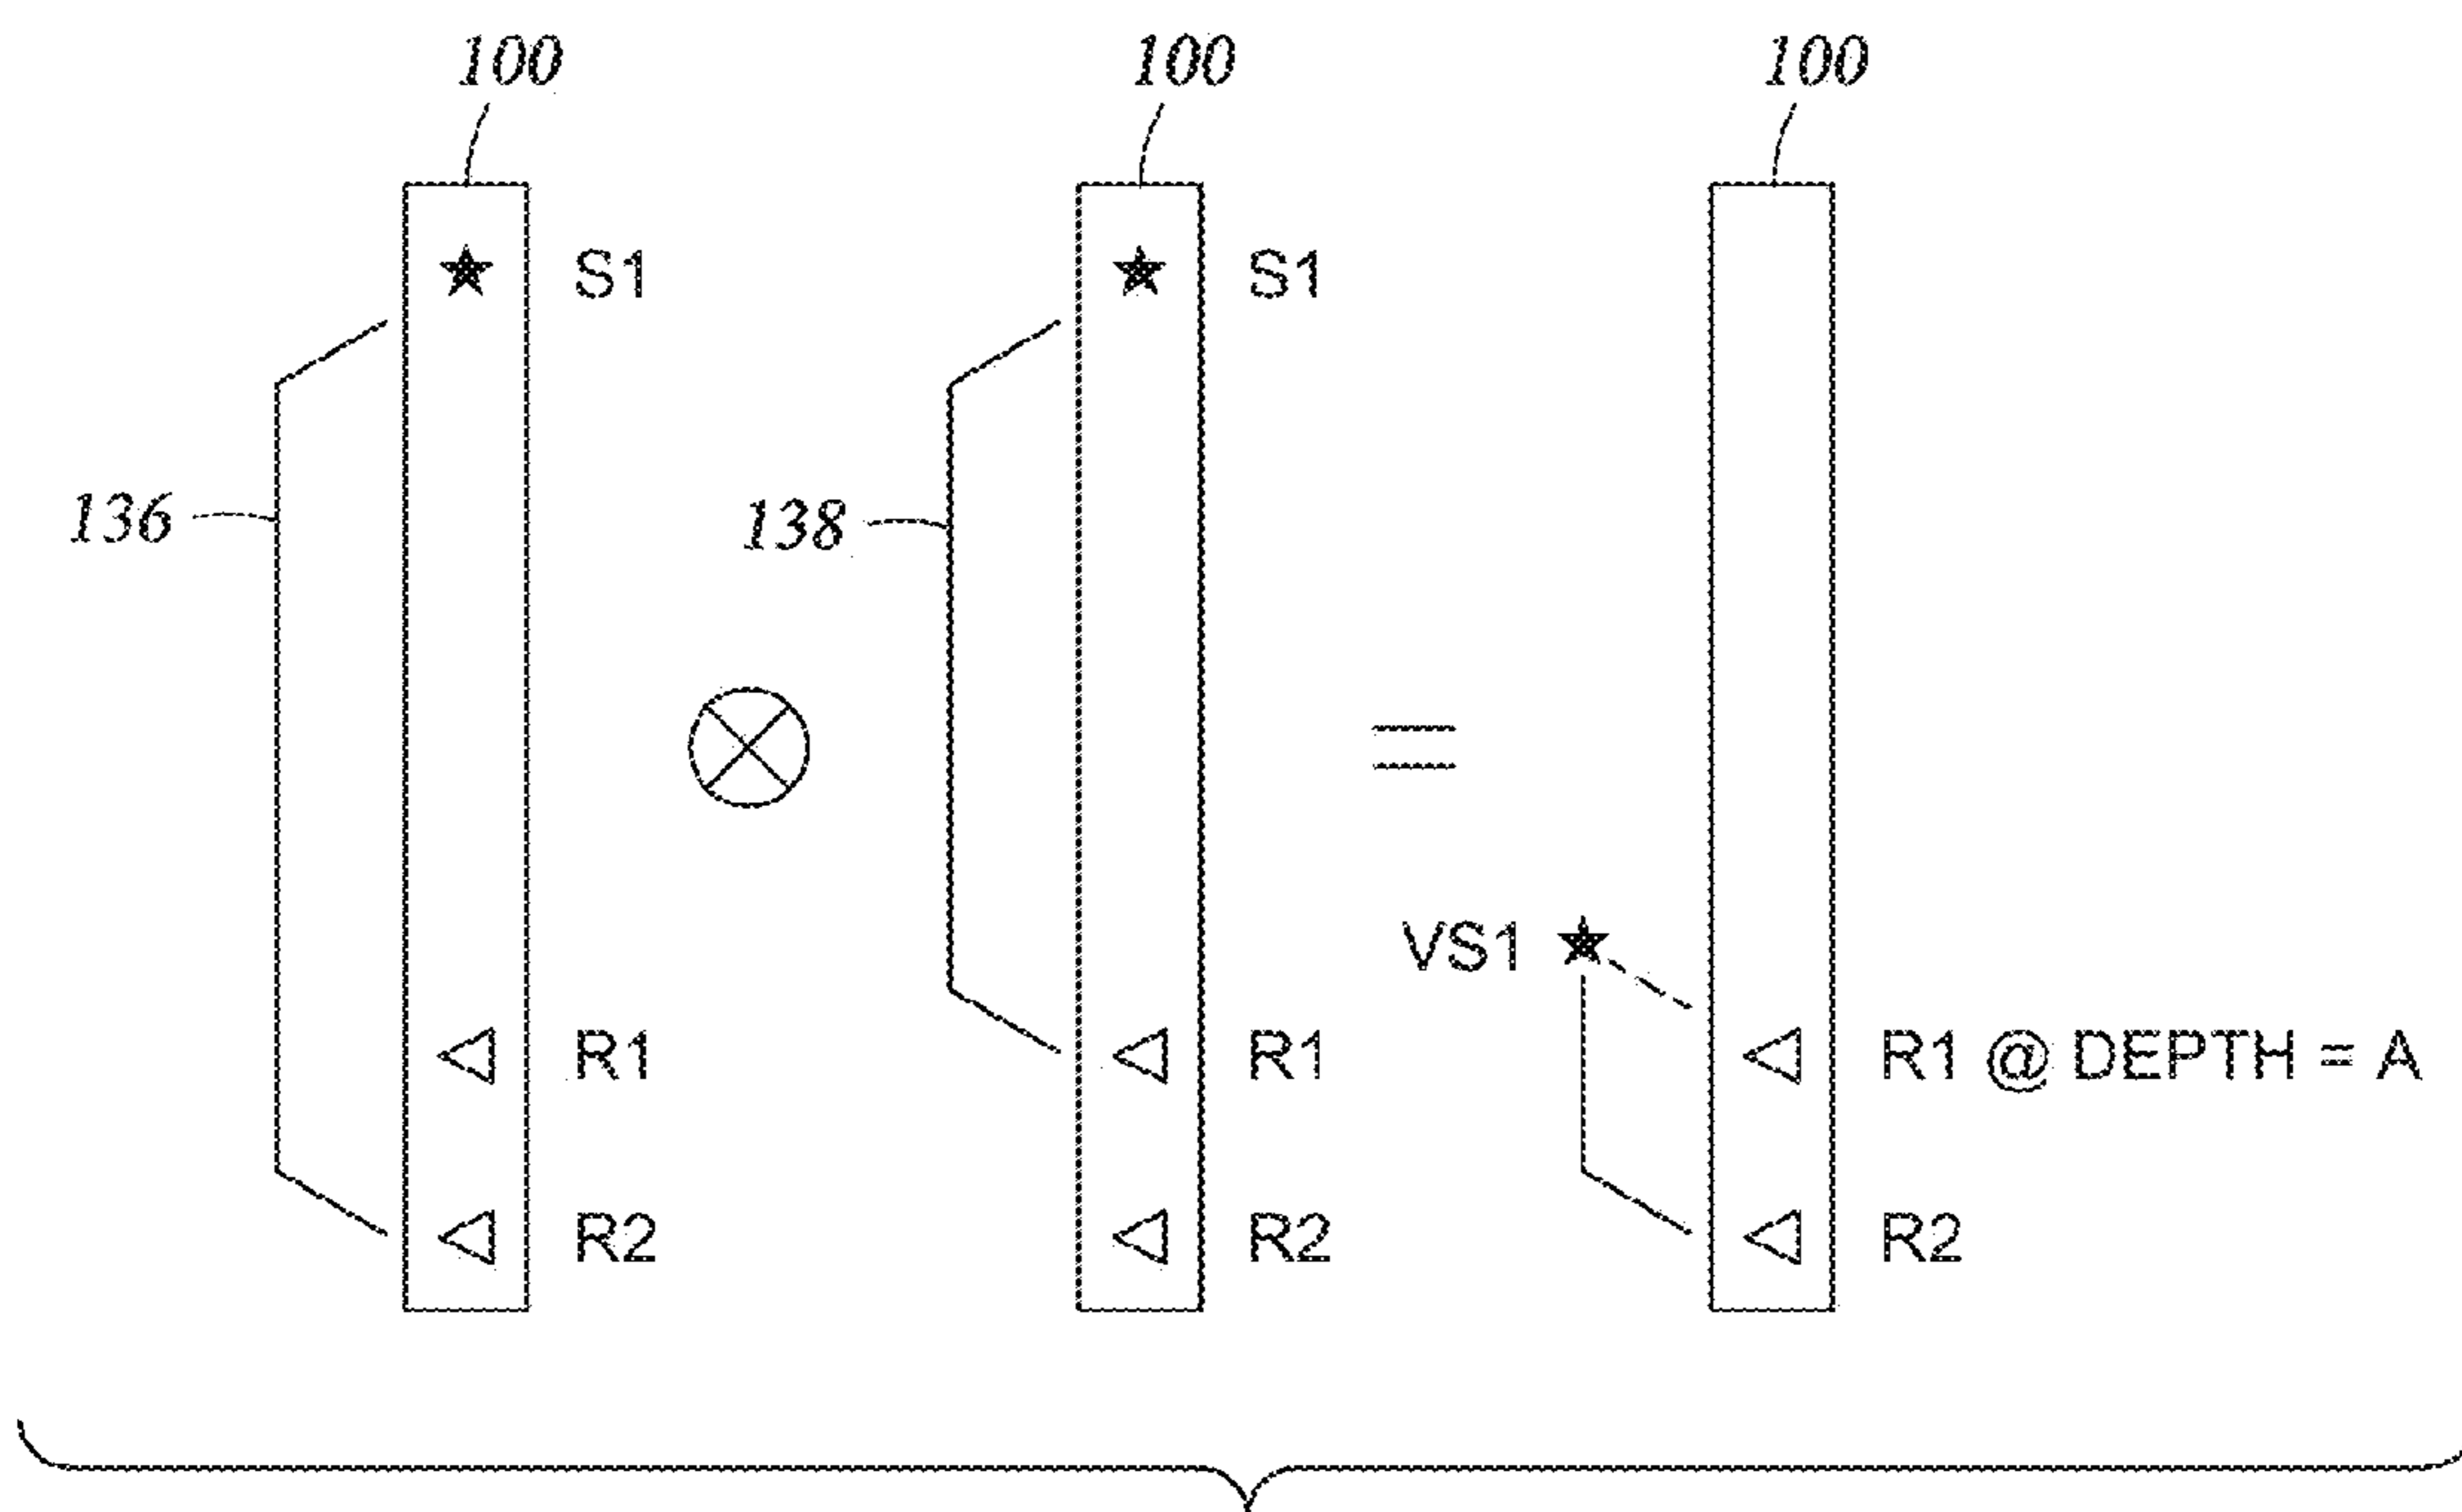 100 100 100
S1 S1
136 138
=
VS1
R1 R1 R1 @ DEPTH = A
R2 R2 R2